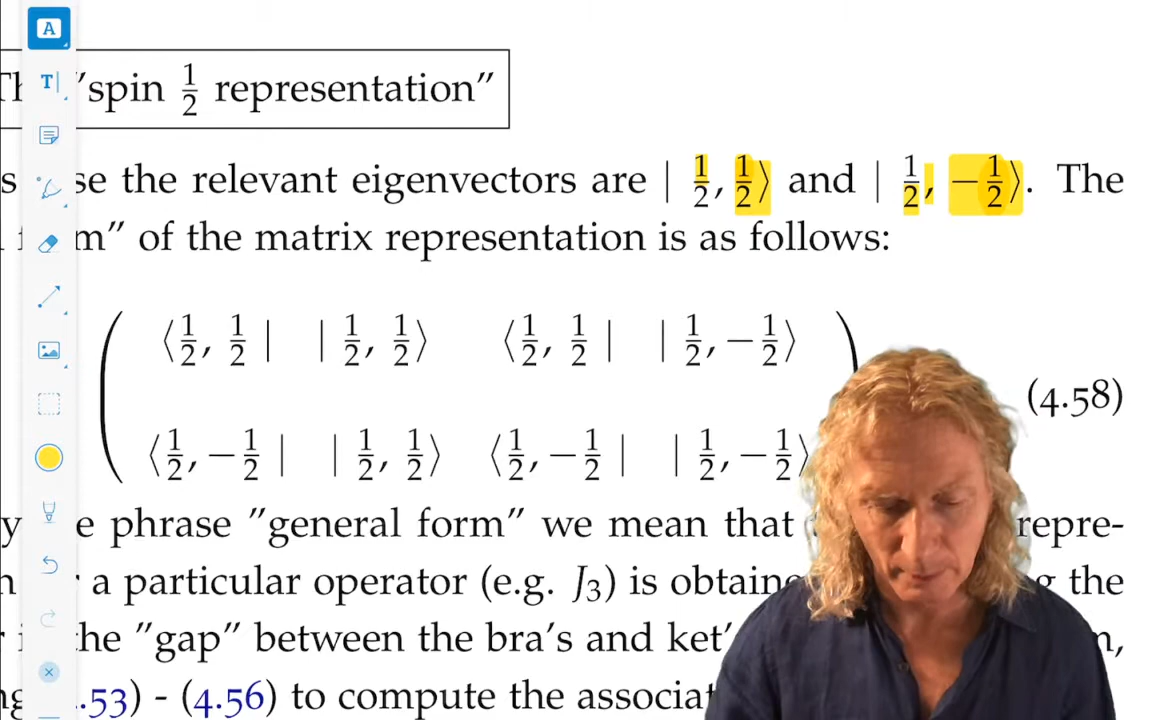 "spin 1/2 representation"
se the relevant eigenvectors are | 1/2, 1/2⟩ and | 1/2, −1/2⟩. The
m" of the matrix representation is as follows:
⟨1/2, 1/2 | | 1/2, 1/2⟩ ⟨1/2, 1/2 | | 1/2, −1/2⟩
(4.58)
⟨1/2, −1/2 | | 1/2, 1/2⟩ ⟨1/2, −1/2 | | 1/2, −1/2⟩
e phrase "general form" we mean that repre-
a particular operator (e.g. J3) is obtain the
the "gap" between the bra's and ket'
.53) - (4.56) to compute the associat